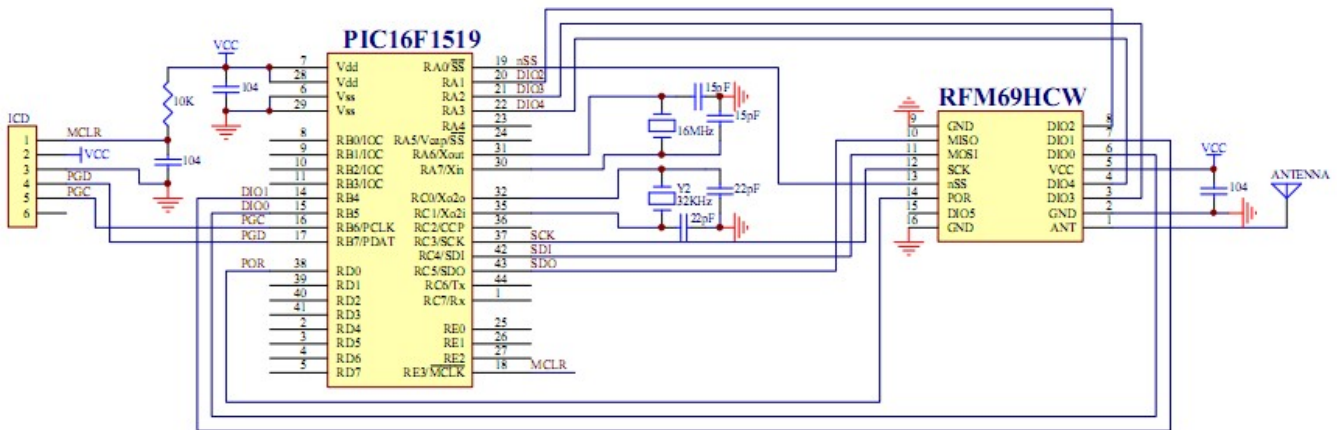 PIC16F1519
VCC
7 Vdd RA0/SS 19 nSS
28 Vdd RA1 20 DIO2
6 Vss RA2 21 DIO3
29 Vss RA3 22 DIO4
RA4 23
8 RB0/IOC RA5/Vcap/SS 24
9 RB1/IOC RA6/Xout 31
10 RB2/IOC RA7/Xin 30
11 RB3/IOC
DIO1 14 RB4 RC0/Xo2o 32
DIO0 15 RB5 RC1/Xo2i 35
PGC 16 RB6/PCLK RC2/CCP 36
PGD 17 RB7/PDAT RC3/SCK 37 SCK
RC4/SDI 42 SDI
POR 38 RD0 RC5/SDO 43 SDO
39 RD1 RC6/Tx 44
40 RD2 RC7/Rx 1
41 RD3
2 RD4 RE0 25
3 RD5 RE1 26
4 RD6 RE2 27
5 RD7 RE3/MCLK 18 MCLR
104
10K
ICD
1 MCLR
2 VCC
3
4 PGD
5 PGC
6
104
15pF
15pF
16MHz
Y2
32KHz
22pF
22pF
RFM69HCW
9 GND DIO2 8
10 MISO DIO1 7
11 MOSI DIO0 6
12 SCK VCC 5
13 nSS DIO4 4
14 POR DIO3 3
15 DIO5 GND 2
16 GND ANT 1
VCC
104
ANTENNA